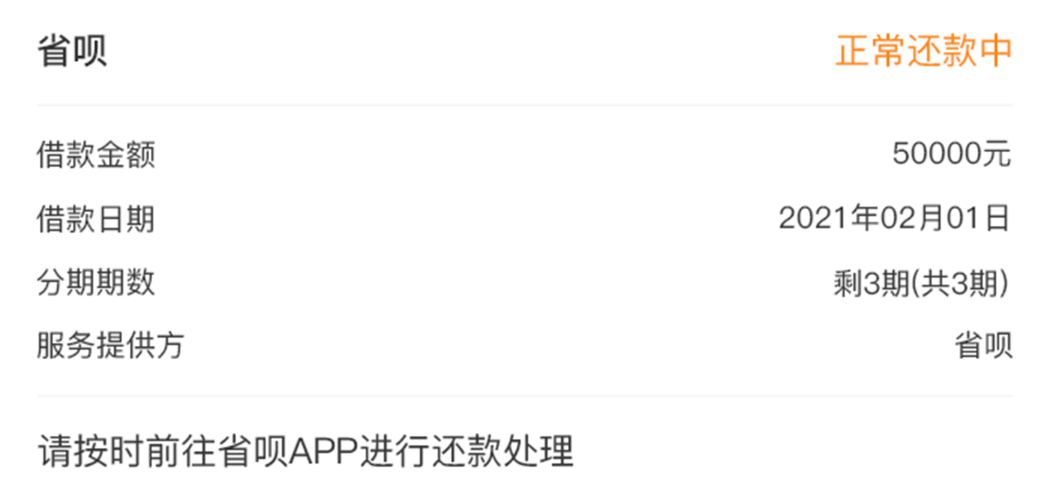 省呗 正常还款中
借款金额 50000元
借款日期 2021年02月01日
分期期数 剩3期(共3期)
服务提供方 省呗
请按时前往省呗APP进行还款处理